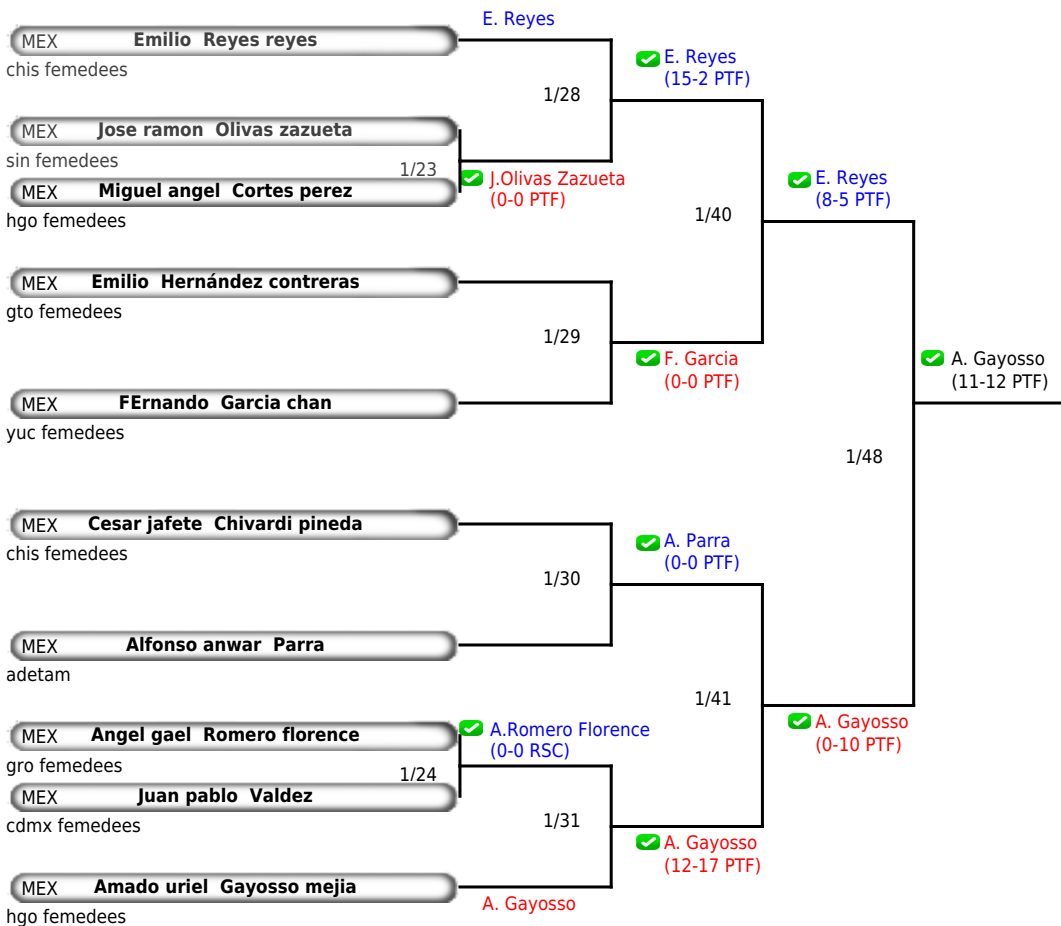 E. Reyes
MEX Emilio Reyes reyes
chis femedees
E. Reyes
(15-2 PTF)
1/28
MEX Jose ramon Olivas zazueta
sin femedees
1/23
J.Olivas Zazueta
(0-0 PTF)
MEX Miguel angel Cortes perez
hgo femedees
E. Reyes
(8-5 PTF)
1/40
MEX Emilio Hernández contreras
gto femedees
1/29
F. Garcia
(0-0 PTF)
A. Gayosso
(11-12 PTF)
MEX FErnando Garcia chan
yuc femedees
1/48
MEX Cesar jafete Chivardi pineda
chis femedees
A. Parra
(0-0 PTF)
1/30
MEX Alfonso anwar Parra
adetam
1/41
A. Gayosso
(0-10 PTF)
MEX Angel gael Romero florence
gro femedees
A.Romero Florence
(0-0 RSC)
1/24
MEX Juan pablo Valdez
cdmx femedees
1/31
A. Gayosso
(12-17 PTF)
MEX Amado uriel Gayosso mejia
hgo femedees
A. Gayosso